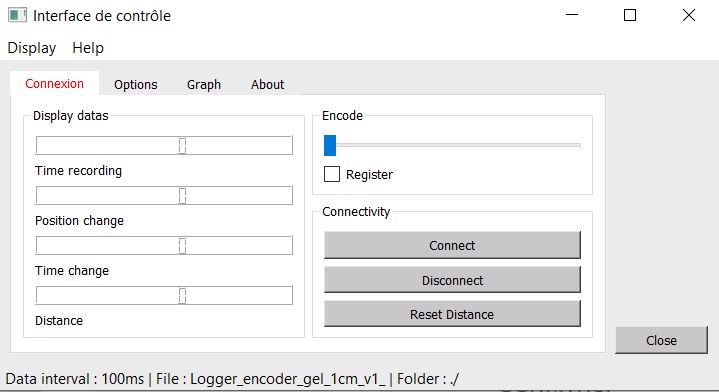 Interface de contrôle
Display Help
Connexion Options Graph About
Display datas
Time recording
Position change
Time change
Distance
Encode
Register
Connectivity
Connect
Disconnect
Reset Distance
Close
Data interval : 100ms | File : Logger_encoder_gel_1cm_v1_ | Folder : ./